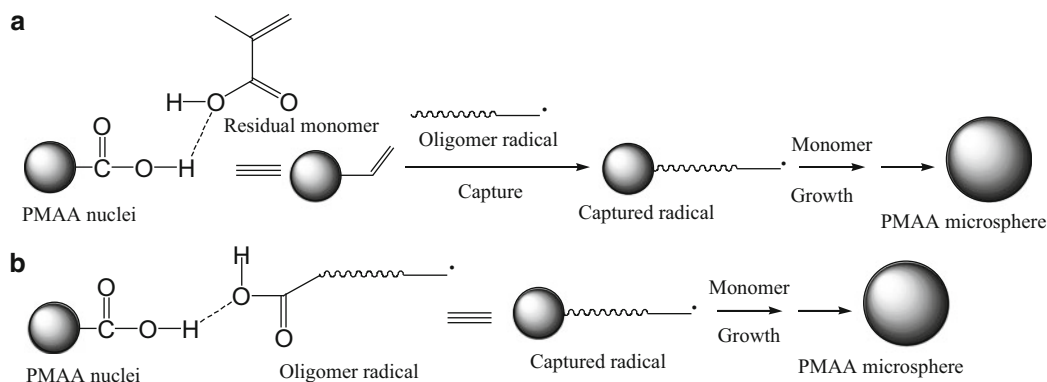 a
H–O
O
Residual monomer
O
C–O–H
PMAA nuclei
Oligomer radical
Capture
Captured radical
Monomer
Growth
PMAA microsphere
b
H
O
O
O
C–O–H
PMAA nuclei
Oligomer radical
Captured radical
Monomer
Growth
PMAA microsphere